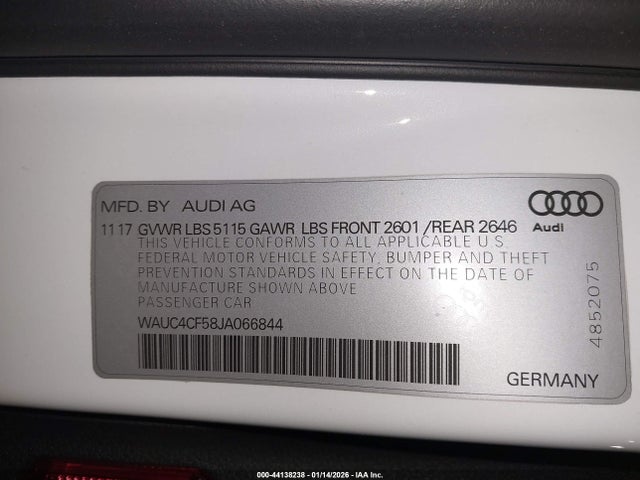 MFD. BY AUDI AG
11 17 GVWR LBS 5115 GAWR LBS FRONT 2601 /REAR 2646
THIS VEHICLE CONFORMS TO ALL APPLICABLE U S.
FEDERAL MOTOR VEHICLE SAFETY, BUMPER AND THEFT
PREVENTION STANDARDS IN EFFECT ON THE DATE OF
MANUFACTURE SHOWN ABOVE
PASSENGER CAR
WAUC4CF58JA066844
Audi
4852075
GERMANY
000-44138238 - 01/14/2026 - IAA Inc.